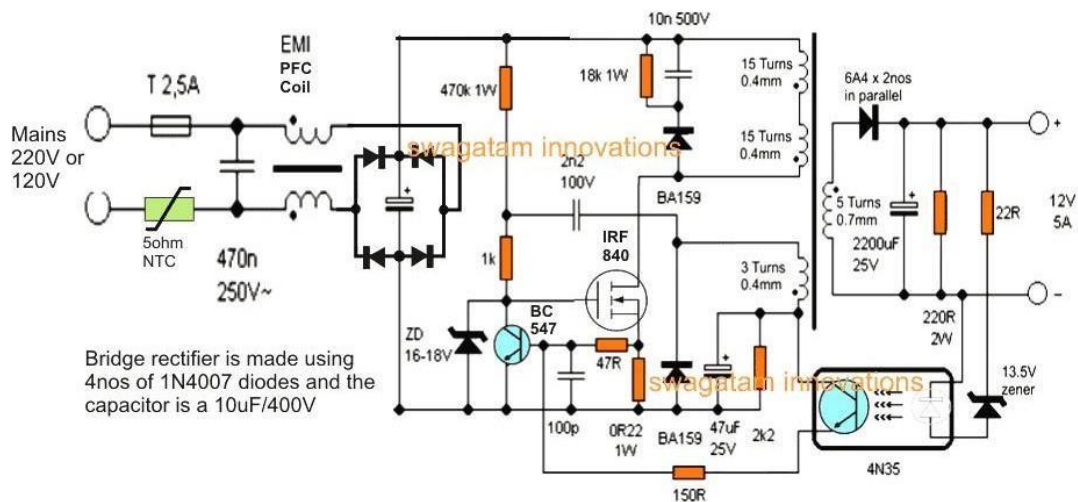 Mains
220V or
120V
T 2,5A
5ohm
NTC
470n
250V~
EMI
PFC
Coil
+
470k 1W
1k
2n2
100V
10n 500V
18k 1W
BA159
15 Turns
0.4mm
15 Turns
0.4mm
3 Turns
0.4mm
swagatam innovations
IRF
840
BC
547
ZD
16-18V
47R
100p
0R22
1W
BA159
+
47uF
25V
2k2
150R
swagatam innovations
6A4 x 2nos
in parallel
5 Turns
0.7mm
+
2200uF
25V
220R
2W
22R
+
12V
5A
–
13.5V
zener
4N35
Bridge rectifier is made using
4nos of 1N4007 diodes and the
capacitor is a 10uF/400V